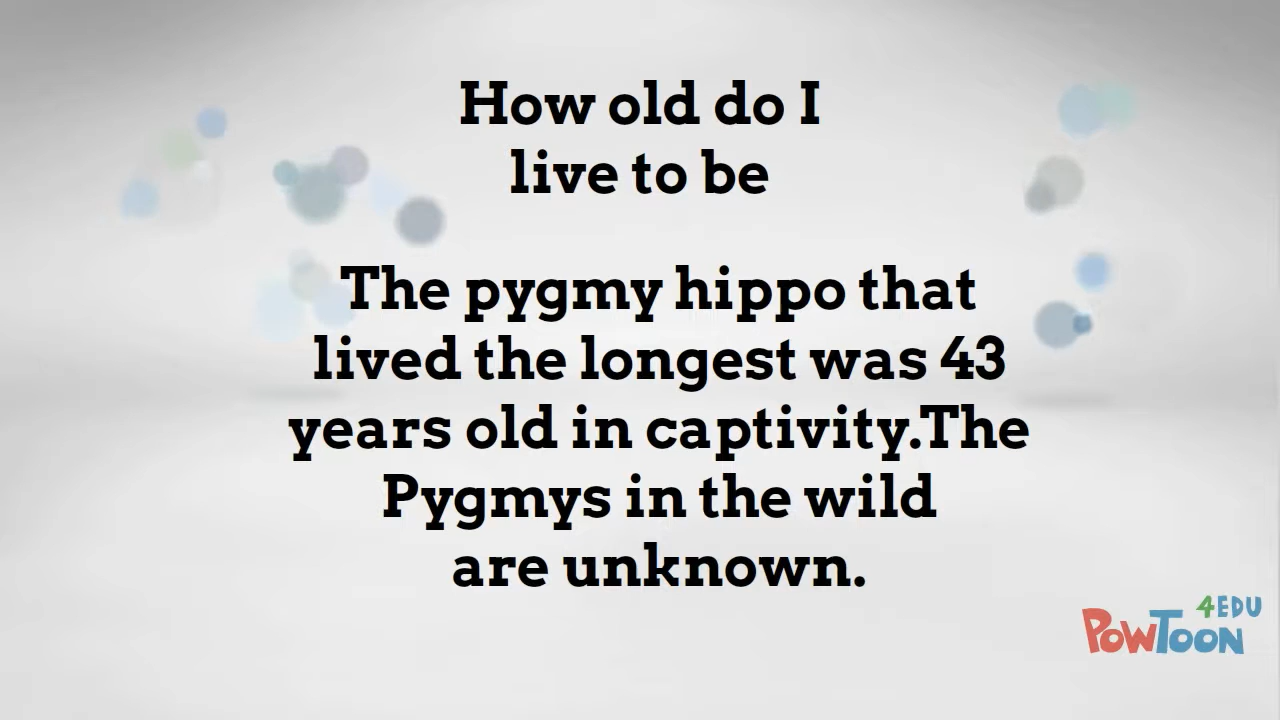 How old do I
live to be
The pygmy hippo that
lived the longest was 43
years old in captivity.The
Pygmys in the wild
are unknown.
4EDU
POWTOON